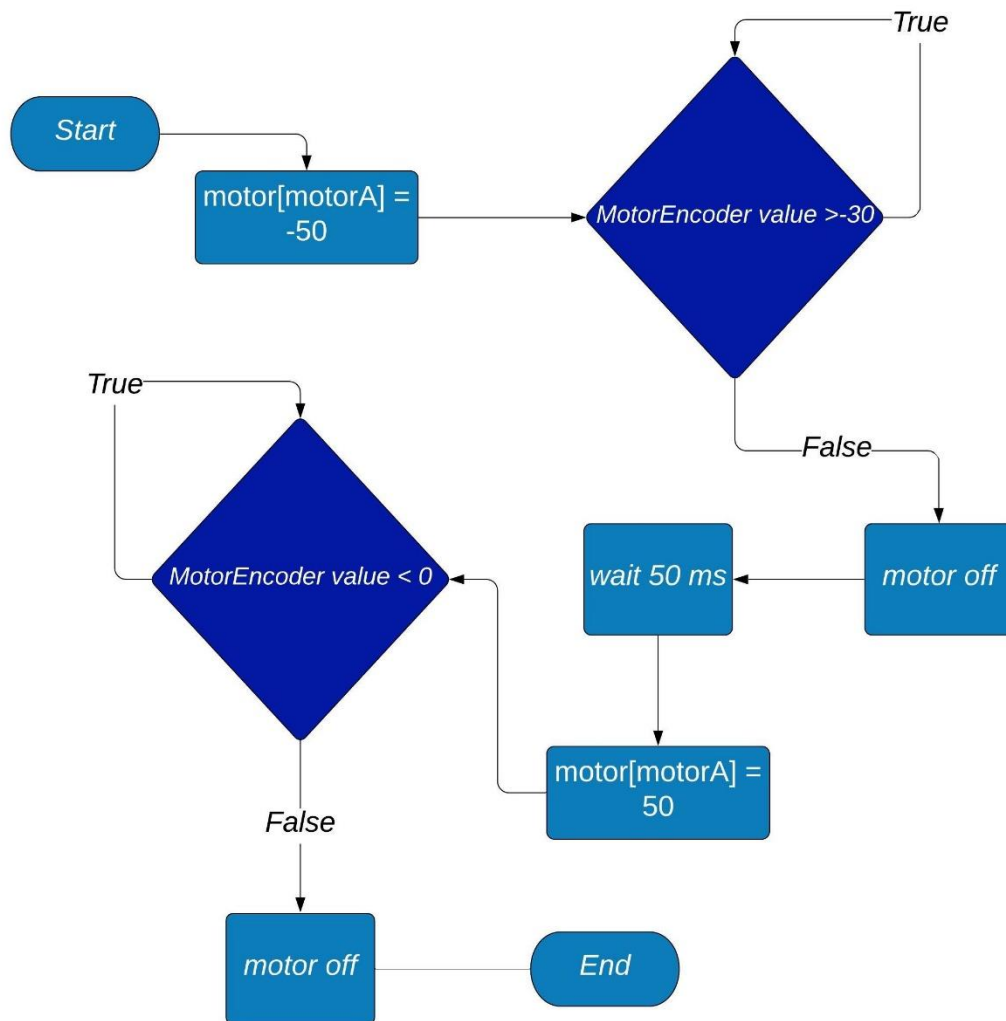 Start
motor[motorA] =
-50
MotorEncoder value >-30
True
False
motor off
wait 50 ms
motor[motorA] =
50
MotorEncoder value < 0
True
False
motor off
End